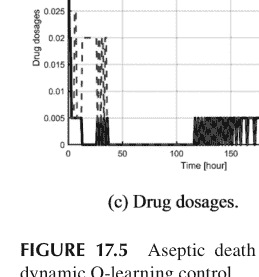 0.025
0.02
0.015
0.01
0.005
0
Drug dosages
0 50 100 150
Time [hour]
(c) Drug dosages.
FIGURE 17.5 Aseptic death
dynamic Q-learning control